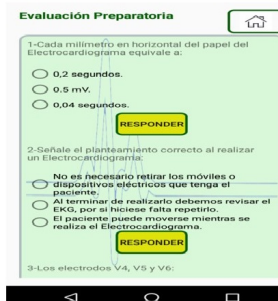 Evaluación Preparatoria
1-Cada milímetro en horizontal del papel del
Electrocardiograma equivale a:
0,2 segundos.
0.5 mV.
0,04 segundos.
RESPONDER
2-Señale el planteamiento correcto al realizar
un Electrocardiograma:
No es necesario retirar los móviles o
dispositivos eléctricos que tenga el
paciente.
Al terminar de realizarlo debemos revisar el
EKG, por si hiciese falta repetirlo.
El paciente puede moverse mientras se
realiza el Electrocardiograma.
RESPONDER
3-Los electrodos V4, V5 y V6: